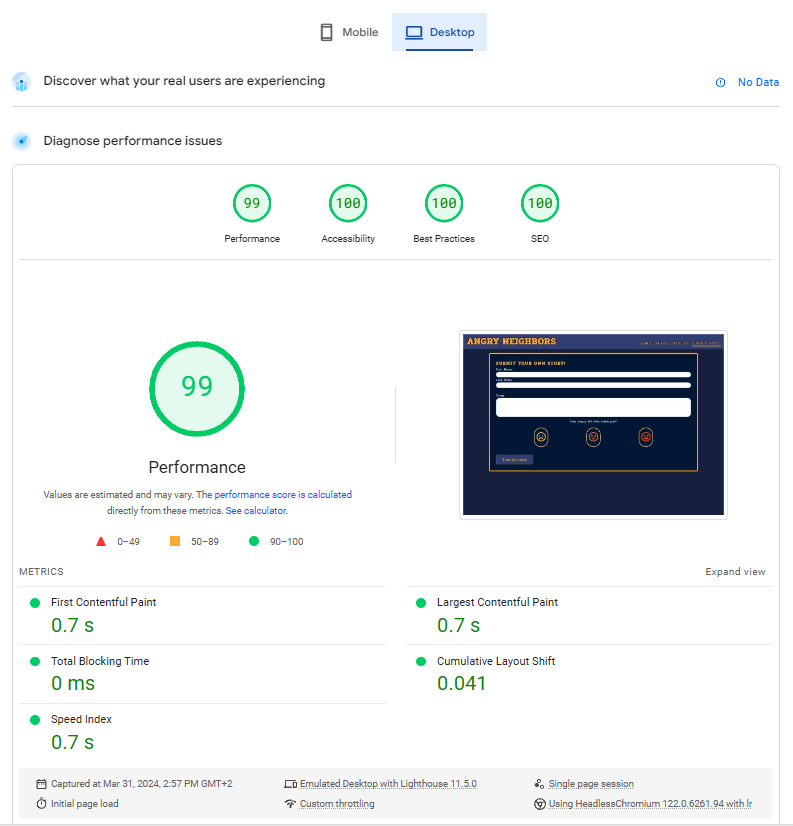 Mobile
Desktop
Discover what your real users are experiencing
No Data
Diagnose performance issues
99
100
100
100
Performance
Accessibility
Best Practices
SEO
99
Performance
Values are estimated and may vary. The performance score is calculated
directly from these metrics. See calculator.
0–49
50–89
90–100
ANGRY NEIGHBORS
SUBMIT YOUR OWN STORY!
METRICS
Expand view
First Contentful Paint
0.7 s
Largest Contentful Paint
0.7 s
Total Blocking Time
0 ms
Cumulative Layout Shift
0.041
Speed Index
0.7 s
Captured at Mar 31, 2024, 2:57 PM GMT+2
Emulated Desktop with Lighthouse 11.5.0
Single page session
Initial page load
Custom throttling
Using HeadlessChromium 122.0.6261.94 with lr